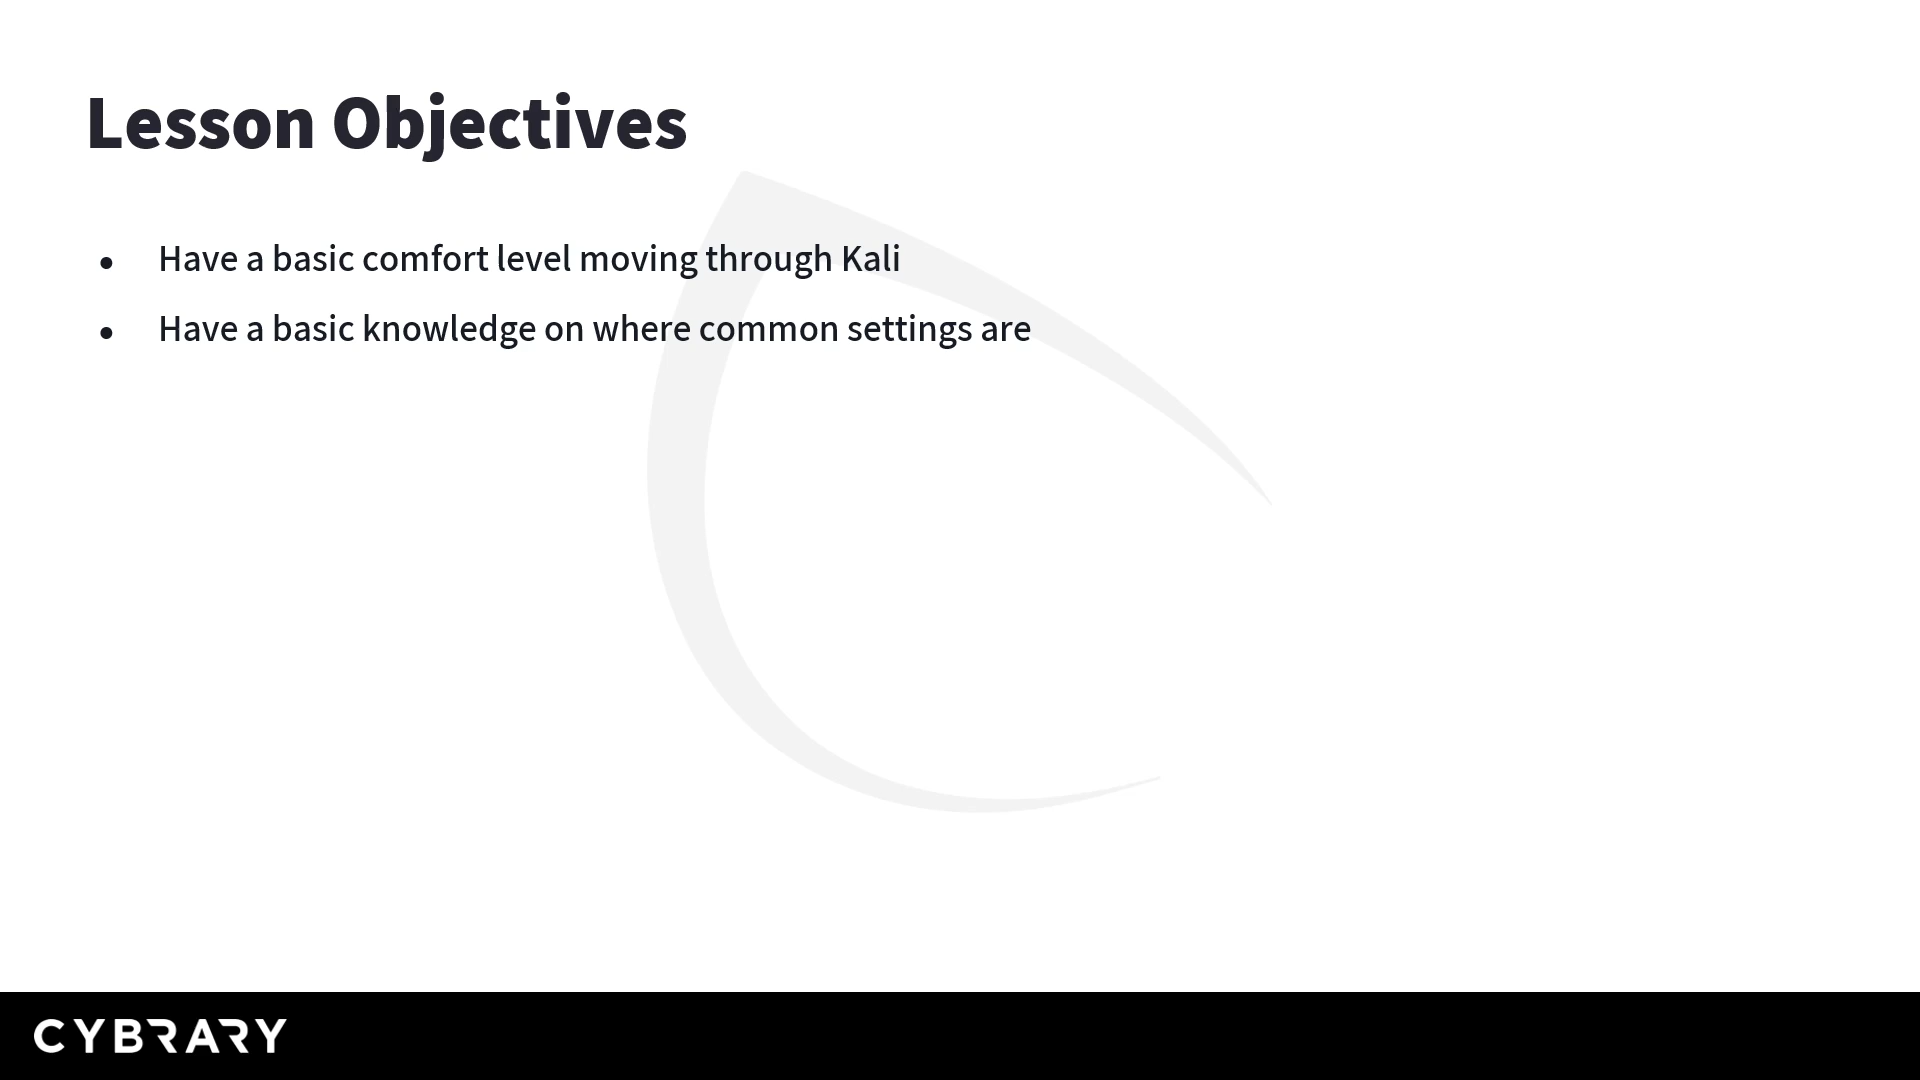 Lesson Objectives
● Have a basic comfort level moving through Kali
● Have a basic knowledge on where common settings are
CYBRARY